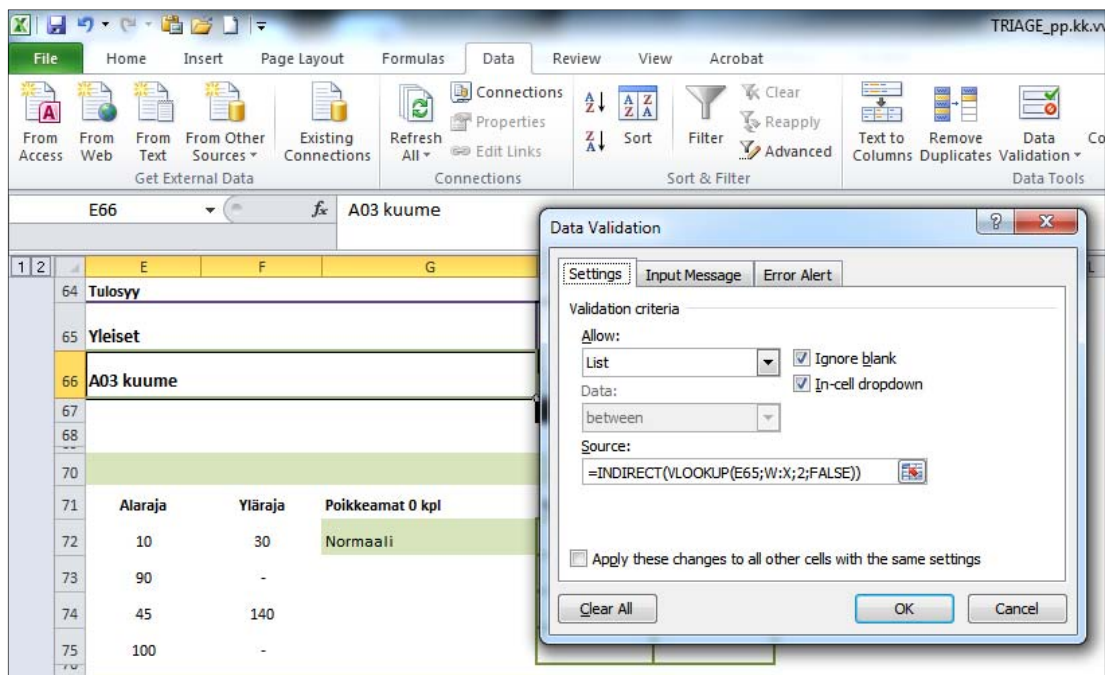 TRIAGE_pp.kk.vv
File Home Insert Page Layout Formulas Data Review View Acrobat
From Access
From Web
From Text
From Other Sources
Existing Connections
Get External Data
Refresh All
Connections
Properties
Edit Links
Connections
Sort
Filter
Clear
Reapply
Advanced
Sort & Filter
Text to Columns
Remove Duplicates
Data Validation
Co
Data Tools
E66 fx A03 kuume
1 2 E F G L
64 Tulosyy
65 Yleiset
66 A03 kuume
67
68
70
71 Alaraja Yläraja Poikkeamat 0 kpl
72 10 30 Normaali
73 90 -
74 45 140
75 100 -
Data Validation
Settings Input Message Error Alert
Validation criteria
Allow:
List
Ignore blank
In-cell dropdown
Data:
between
Source:
=INDIRECT(VLOOKUP(E65;W:X;2;FALSE))
Apply these changes to all other cells with the same settings
Clear All OK Cancel